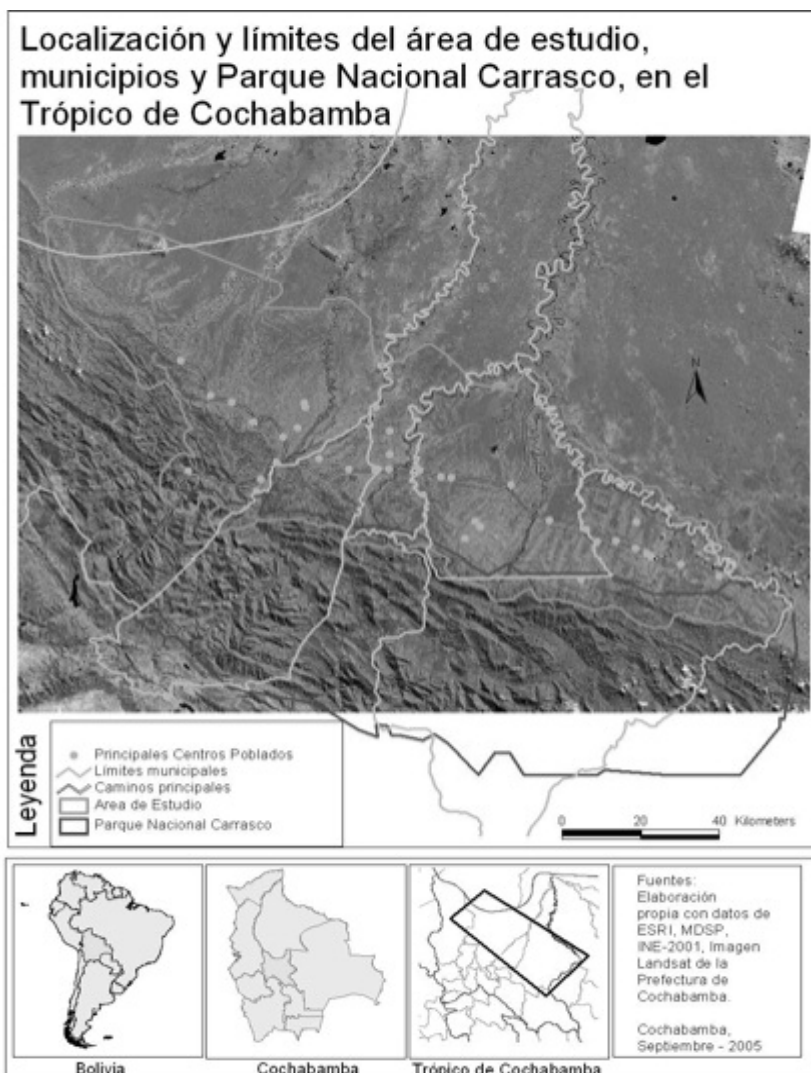 Localización y límites del área de estudio,
municipios y Parque Nacional Carrasco, en el
Trópico de Cochabamba
N
Leyenda
Principales Centros Poblados
Límites municipales
Caminos principales
Area de Estudio
Parque Nacional Carrasco
0 20 40 Kilometers
Fuentes:
Elaboración
propia con datos de
ESRI, MDSP,
INE-2001, Imagen
Landsat de la
Prefectura de
Cochabamba.
Cochabamba,
Septiembre - 2005
Bolivia
Cochabamba
Trópico de Cochabamba